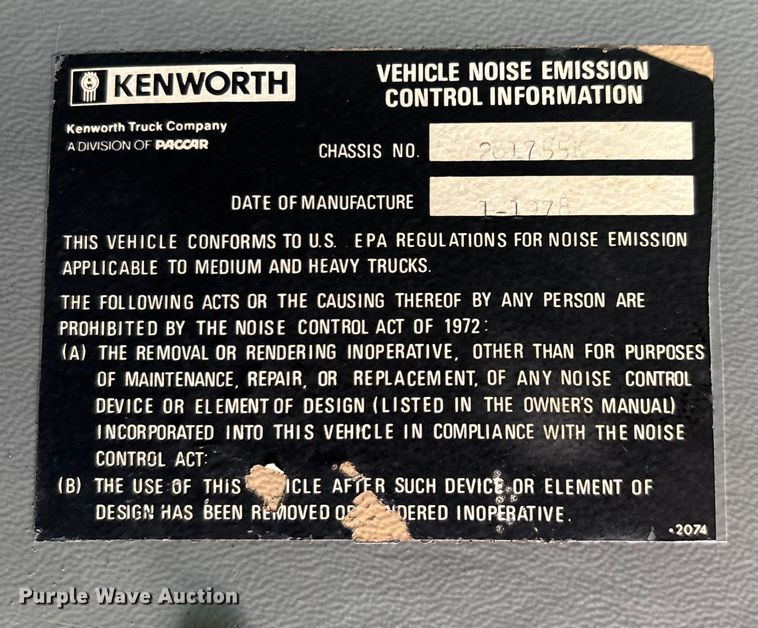 KENWORTH
VEHICLE NOISE EMISSION
CONTROL INFORMATION
Kenworth Truck Company
A DIVISION OF PACCAR
CHASSIS NO.
DATE OF MANUFACTURE
THIS VEHICLE CONFORMS TO U.S. EPA REGULATIONS FOR NOISE EMISSION
APPLICABLE TO MEDIUM AND HEAVY TRUCKS.
THE FOLLOWING ACTS OR THE CAUSING THEREOF BY ANY PERSON ARE
PROHIBITED BY THE NOISE CONTROL ACT OF 1972:
(A) THE REMOVAL OR RENDERING INOPERATIVE, OTHER THAN FOR PURPOSES
OF MAINTENANCE, REPAIR, OR REPLACEMENT, OF ANY NOISE CONTROL
DEVICE OR ELEMENT OF DESIGN (LISTED IN THE OWNER'S MANUAL)
INCORPORATED INTO THIS VEHICLE IN COMPLIANCE WITH THE NOISE
CONTROL ACT:
(B) THE USE OF THIS ICLE AFTER SUCH DEVICE OR ELEMENT OF
DESIGN HAS BEEN REMOVED DERED INOPERATIVE.
2074
Purple Wave Auction